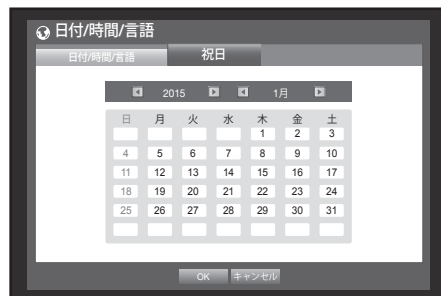 日付/時間/言語
日付/時間/言語 祝日
2015 1月
日 月 火 水 木 金 土
1 2 3
4 5 6 7 8 9 10
11 12 13 14 15 16 17
18 19 20 21 22 23 24
25 26 27 28 29 30 31
OK キャンセル